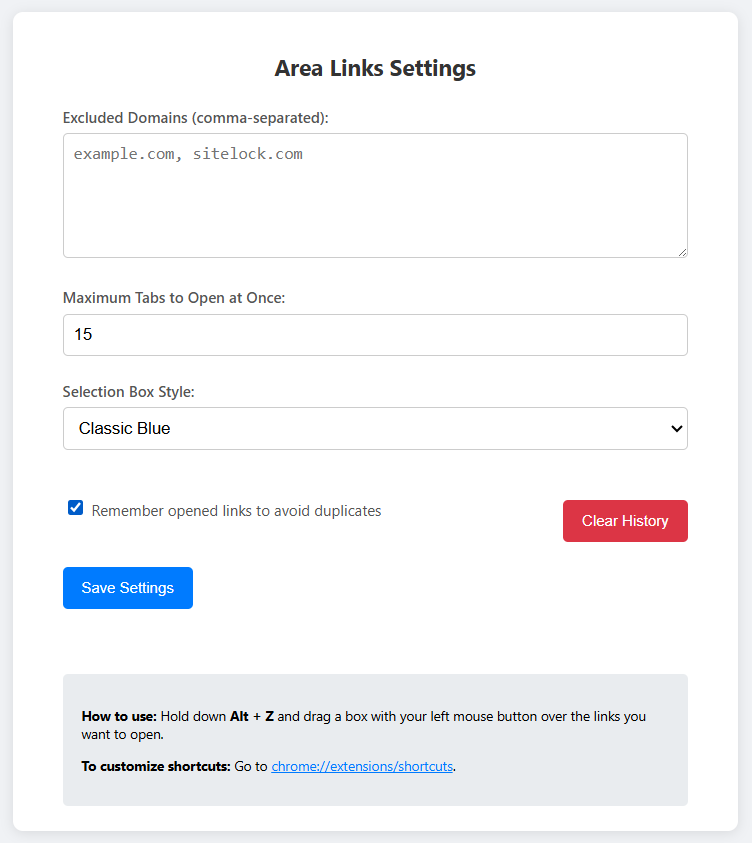 Area Links Settings
Excluded Domains (comma-separated):
example.com, sitelock.com
Maximum Tabs to Open at Once:
15
Selection Box Style:
Classic Blue
Remember opened links to avoid duplicates
Clear History
Save Settings
How to use: Hold down Alt + Z and drag a box with your left mouse button over the links you
want to open.
To customize shortcuts: Go to chrome://extensions/shortcuts.